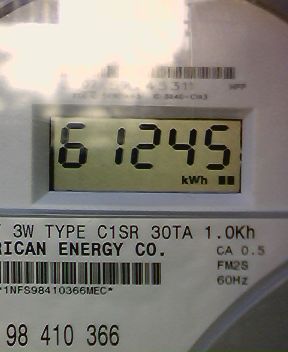 61245
kWh
3W TYPE C1SR 30TA 1.0Kh
RICAN ENERGY CO.
CA 0.5
FM2S
60Hz
*1NFS98410366MEC*
98 410 366